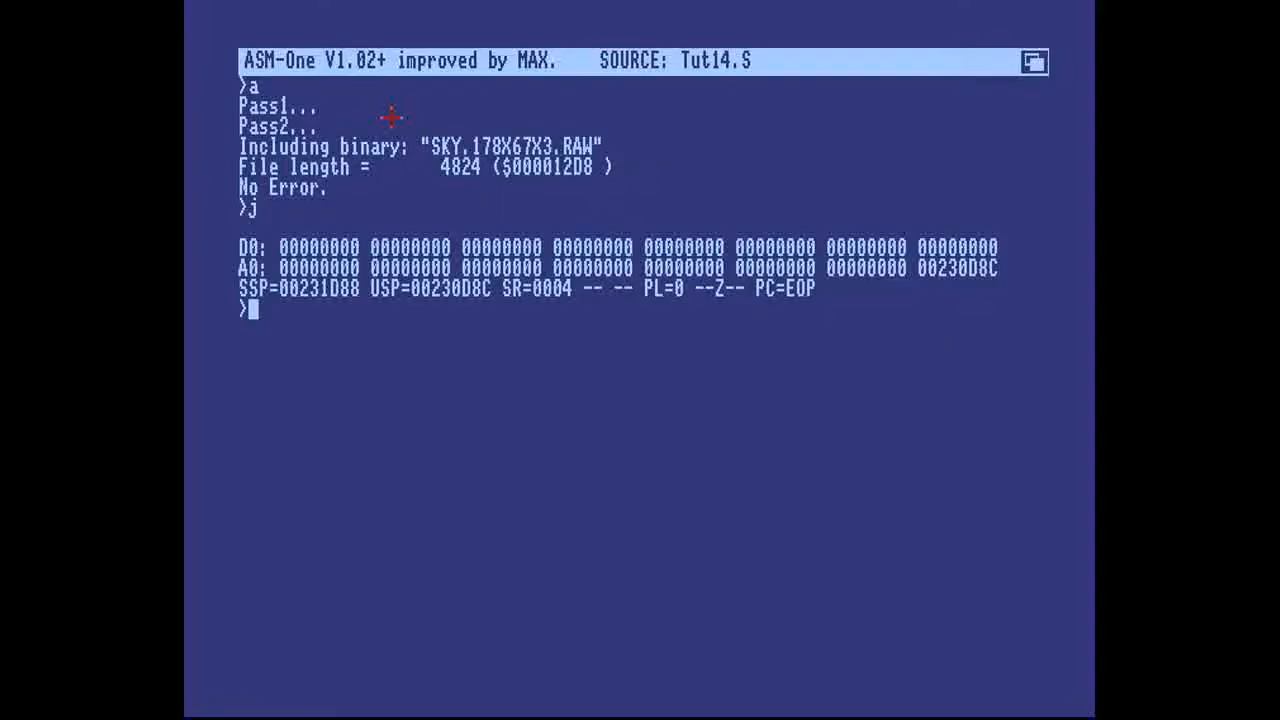 ASM-One V1.02+ improved by MAX.    SOURCE: Tut14.S
>a
Pass1...
Pass2...
Including binary: "SKY.178X67X3.RAW"
File length =       4824 ($000012D8 )
No Error.
>j
D0: 00000000 00000000 00000000 00000000 00000000 00000000 00000000 00000000
A0: 00000000 00000000 00000000 00000000 00000000 00000000 00000000 00230D8C
SSP=00231D88 USP=00230D8C SR=0004 -- -- PL=0 --Z-- PC=EOP
>